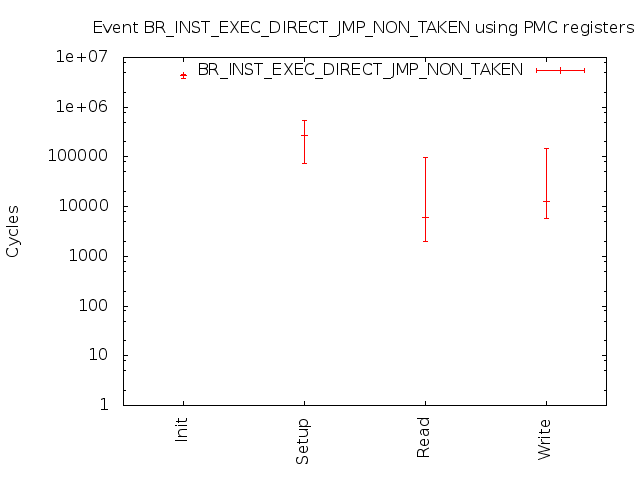 Event BR_INST_EXEC_DIRECT_JMP_NON_TAKEN using PMC registers
BR_INST_EXEC_DIRECT_JMP_NON_TAKEN
1e+07
1e+06
100000
10000
1000
100
10
1
Cycles
Init
Setup
Read
Write